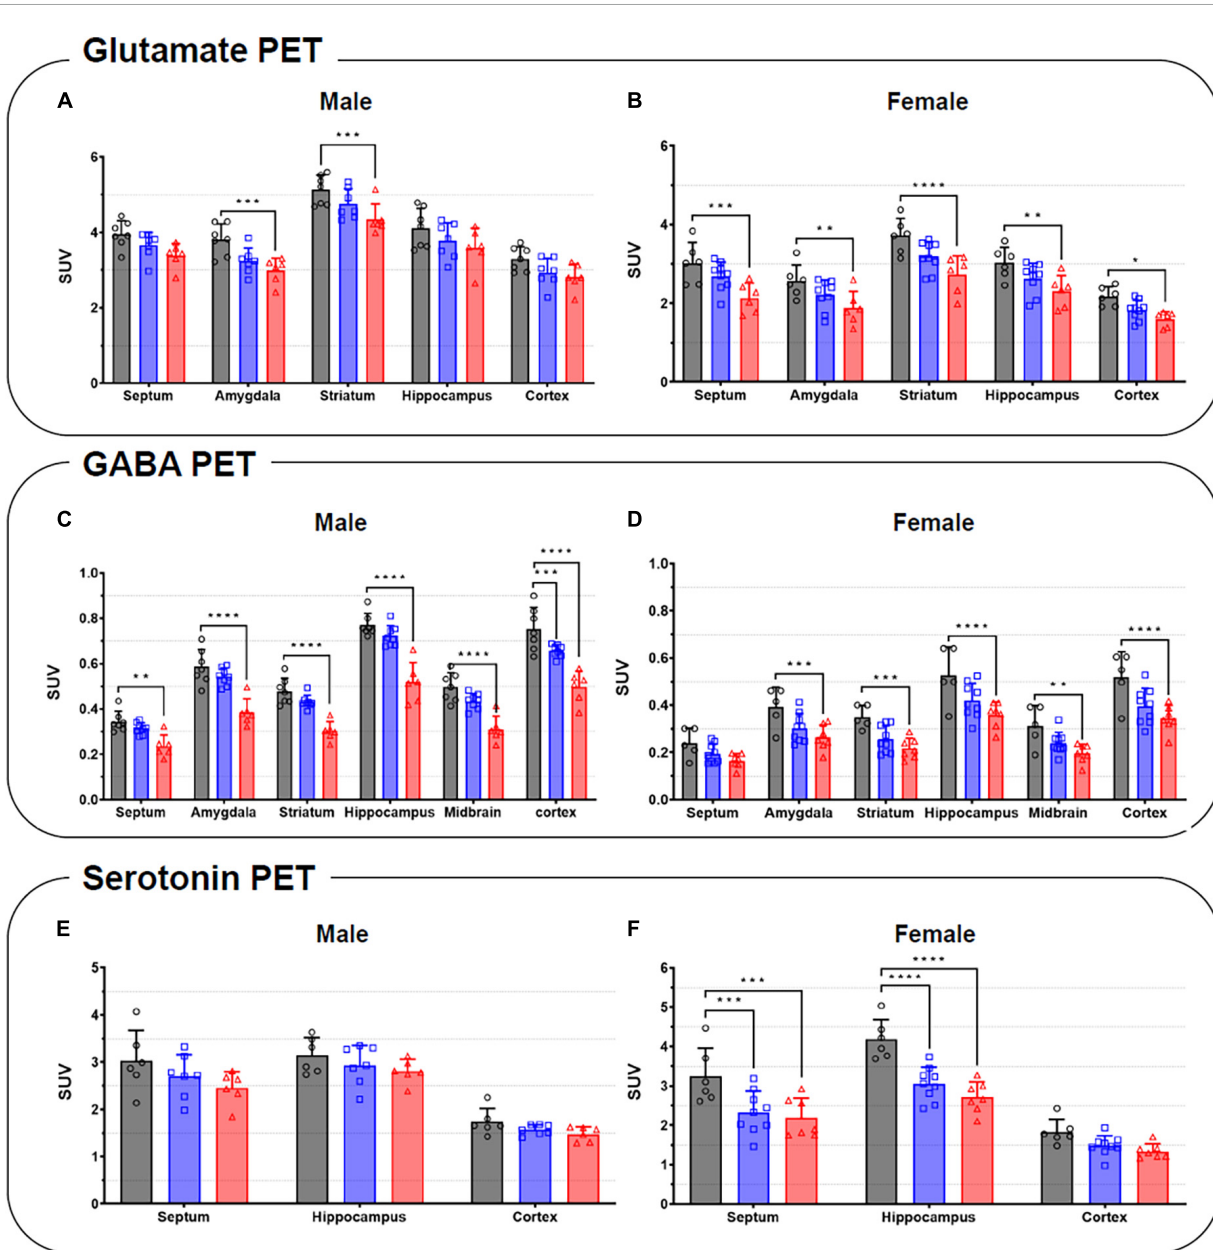 Glutamate PET
A
Male
***
***
SUV
6
4
2
0
Septum
Amygdala
Striatum
Hippocampus
Cortex
B
Female
***
**
****
**
*
SUV
6
4
2
0
Septum
Amygdala
Striatum
Hippocampus
Cortex
GABA PET
C
Male
**
****
****
****
****
****
***
SUV
1.0
0.8
0.6
0.4
0.2
0.0
Septum
Amygdala
Striatum
Hippocampus
Midbrain
cortex
D
Female
***
***
****
**
****
SUV
1.0
0.8
0.6
0.4
0.2
0.0
Septum
Amygdala
Striatum
Hippocampus
Midbrain
Cortex
Serotonin PET
E
Male
SUV
5
4
3
2
1
0
Septum
Hippocampus
Cortex
F
Female
***
***
****
****
SUV
6
5
4
3
2
1
0
Septum
Hippocampus
Cortex